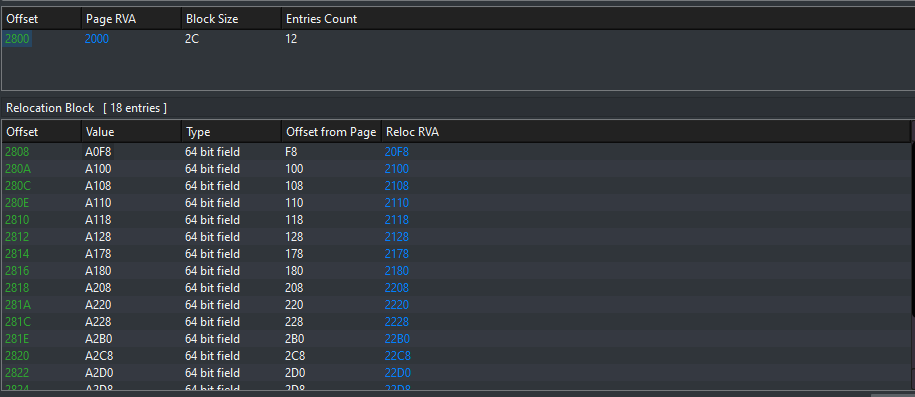 Offset Page RVA Block Size Entries Count
2800 2000 2C 12
Relocation Block [ 18 entries ]
Offset Value Type Offset from Page Reloc RVA
2808 A0F8 64 bit field F8 20F8
280A A100 64 bit field 100 2100
280C A108 64 bit field 108 2108
280E A110 64 bit field 110 2110
2810 A118 64 bit field 118 2118
2812 A128 64 bit field 128 2128
2814 A178 64 bit field 178 2178
2816 A180 64 bit field 180 2180
2818 A208 64 bit field 208 2208
281A A220 64 bit field 220 2220
281C A228 64 bit field 228 2228
281E A2B0 64 bit field 2B0 22B0
2820 A2C8 64 bit field 2C8 22C8
2822 A2D0 64 bit field 2D0 22D0
2824 A2D8 64 bit field 2D8 22D8